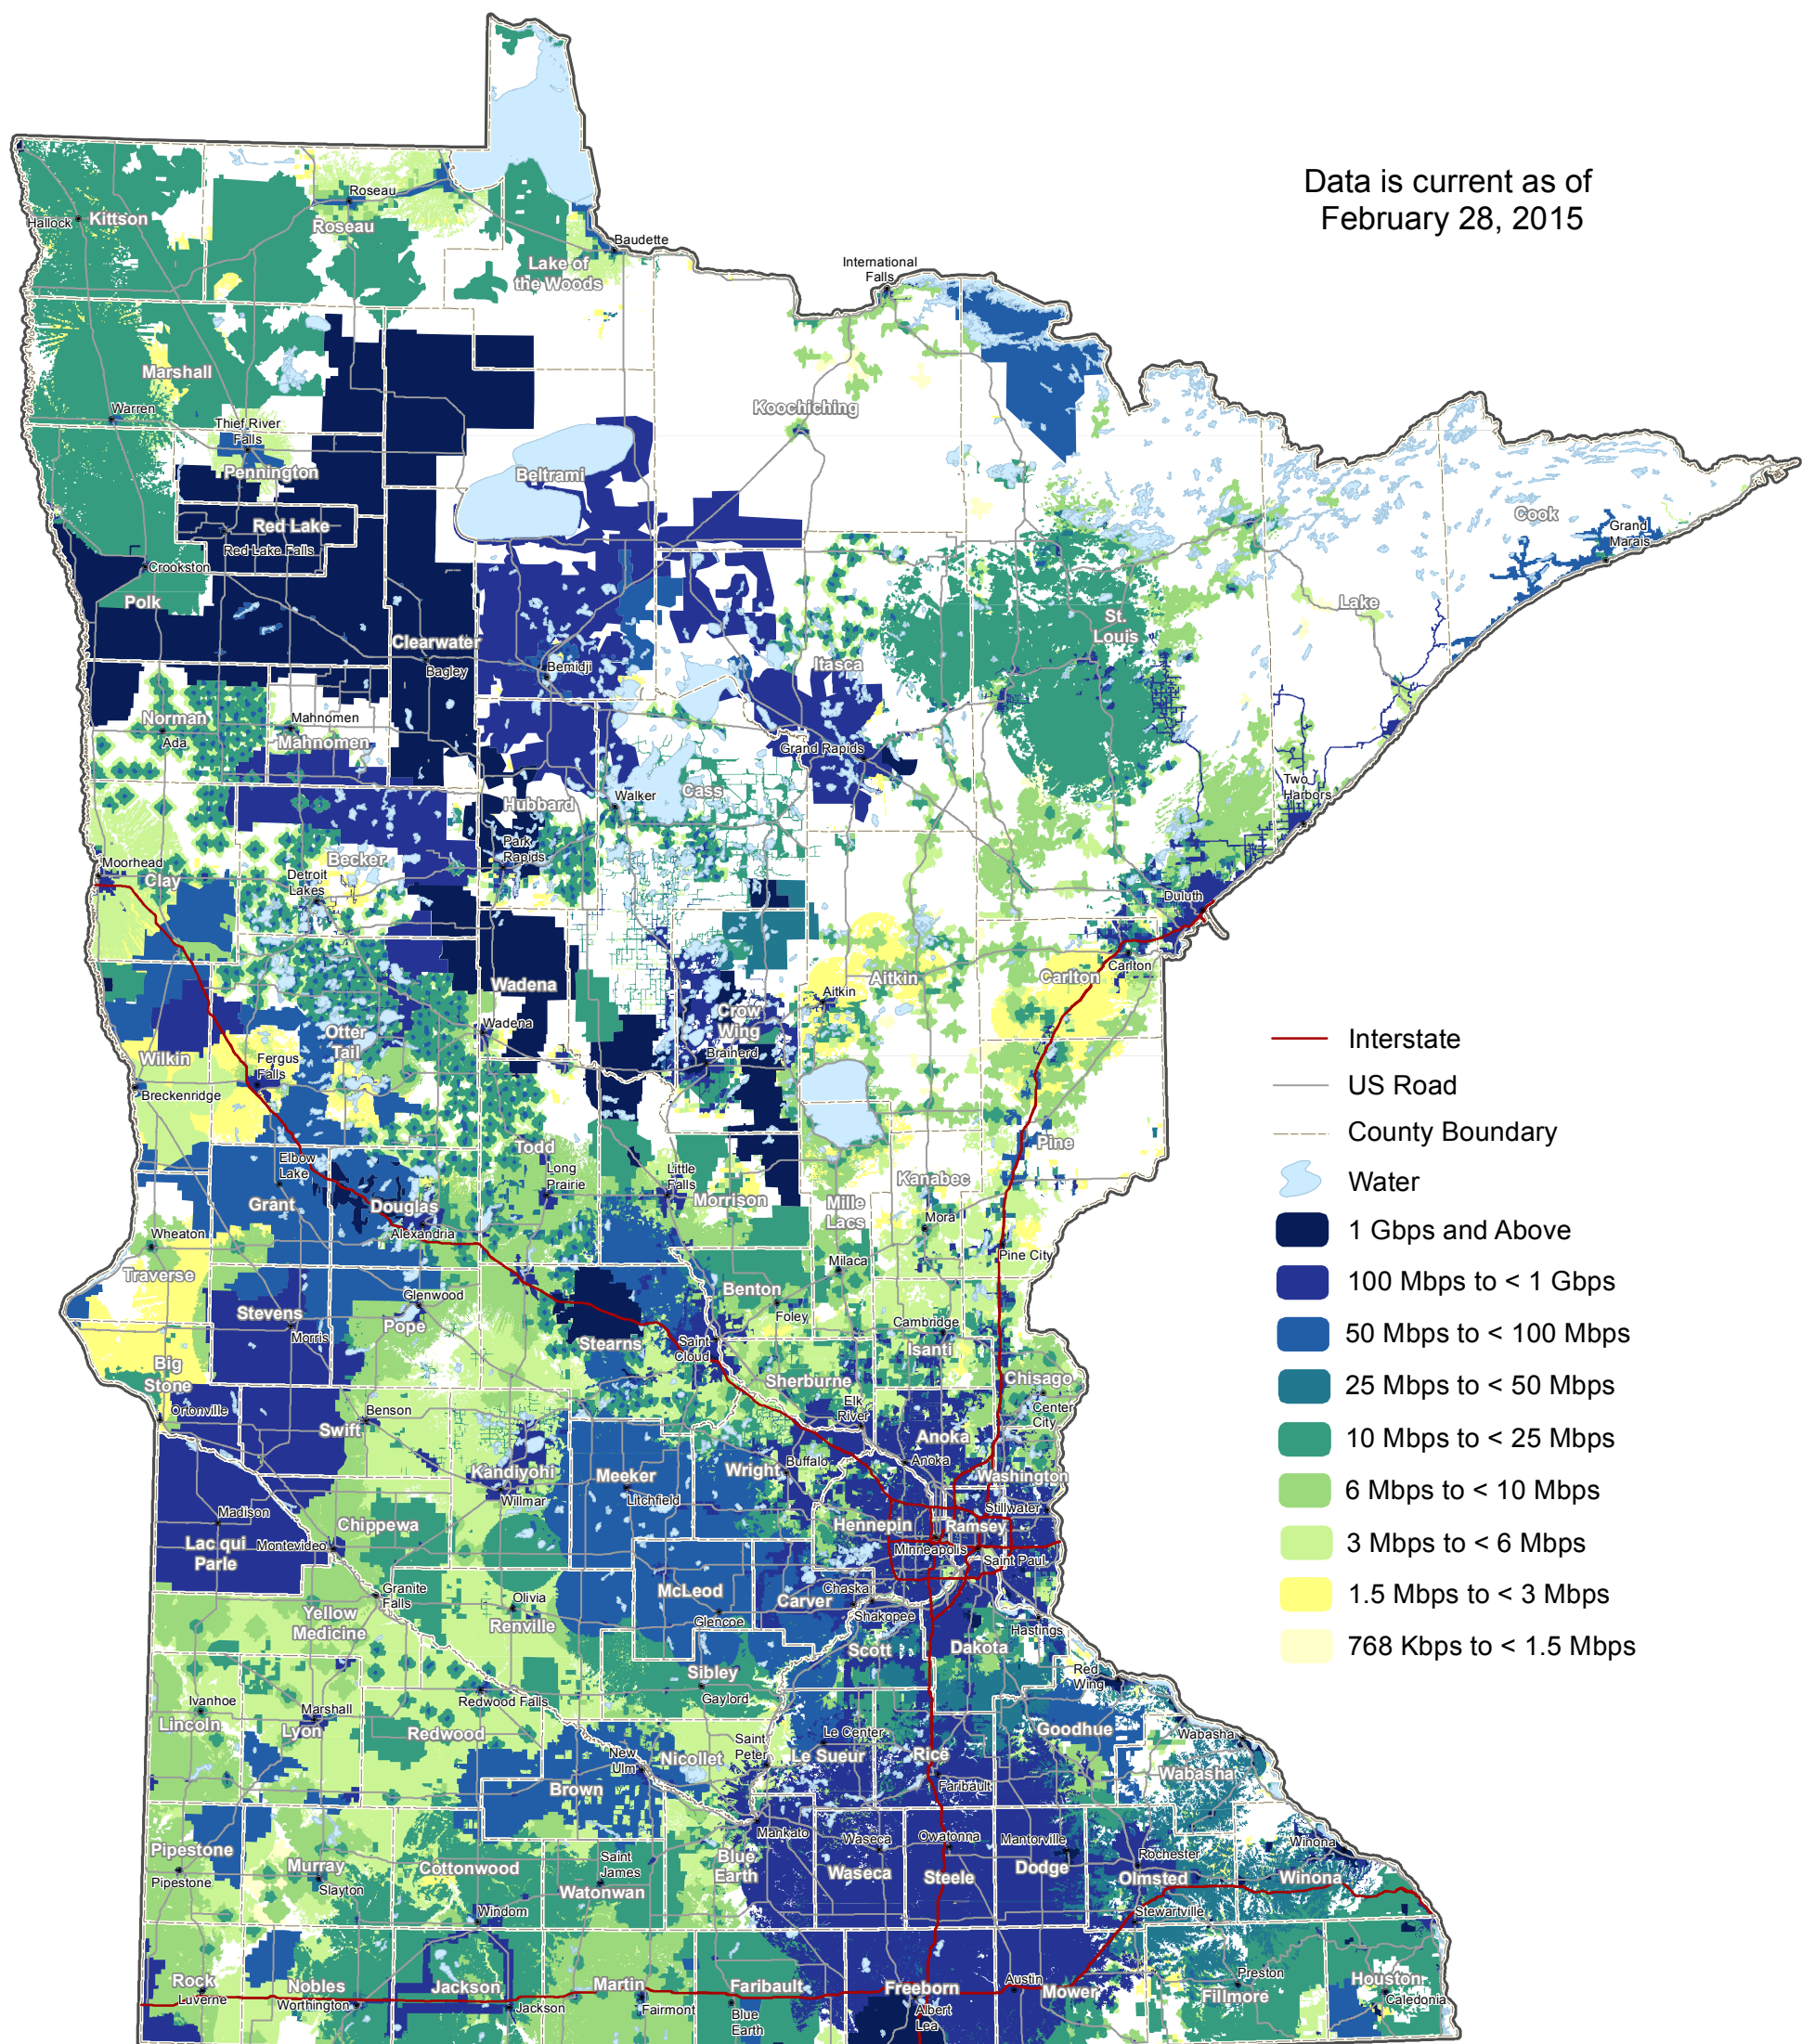 Data is current as of
February 28, 2015
Roseau
Hallock
Kittson
Roseau
Baudette
Lake of
the Woods
International
Falls
Marshall
Warren
Thief River
Falls
Pennington
Koochiching
Beltrami
Red Lake
Red Lake Falls
Crookston
Polk
Cook
Grand
Marais
Lake
St.
Louis
Clearwater
Bagley
Bemidji
Itasca
Norman
Ada
Mahnomen
Mahnomen
Grand Rapids
Hubbard
Walker
Cass
Two
Harbors
Park
Rapids
Becker
Moorhead
Clay
Detroit
Lakes
Duluth
Carlton
Carlton
Aitkin
Aitkin
Wadena
Wadena
Crow
Wing
Brainerd
Otter
Tail
Wilkin
Fergus
Falls
Breckenridge
Interstate
US Road
County Boundary
Water
1 Gbps and Above
100 Mbps to < 1 Gbps
50 Mbps to < 100 Mbps
25 Mbps to < 50 Mbps
10 Mbps to < 25 Mbps
6 Mbps to < 10 Mbps
3 Mbps to < 6 Mbps
1.5 Mbps to < 3 Mbps
768 Kbps to < 1.5 Mbps
Pine
Todd
Long
Prairie
Elbow
Lake
Grant
Douglas
Alexandria
Little
Falls
Morrison
Mille
Lacs
Kanabec
Mora
Pine City
Milaca
Wheaton
Traverse
Stevens
Morris
Glenwood
Pope
Benton
Foley
Stearns
Saint
Cloud
Cambridge
Isanti
Big
Stone
Ortonville
Sherburne
Elk
River
Chisago
Center
City
Benson
Swift
Anoka
Anoka
Kandiyohi
Willmar
Meeker
Litchfield
Wright
Buffalo
Washington
Stillwater
Madison
Lac qui
Parle
Chippewa
Montevideo
Hennepin
Ramsey
Minneapolis
Saint Paul
Granite
Falls
Yellow
Medicine
Olivia
Renville
McLeod
Glencoe
Carver
Chaska
Shakopee
Scott
Dakota
Hastings
Sibley
Gaylord
Red
Wing
Ivanhoe
Lincoln
Marshall
Lyon
Redwood Falls
Redwood
New
Ulm
Nicollet
Saint
Peter
Le Center
Le Sueur
Rice
Faribault
Goodhue
Wabasha
Wabasha
Brown
Pipestone
Pipestone
Murray
Slayton
Cottonwood
Windom
Saint
James
Watonwan
Mankato
Blue
Earth
Waseca
Waseca
Owatonna
Steele
Mantorville
Dodge
Rochester
Olmsted
Stewartville
Winona
Winona
Rock
Luverne
Nobles
Worthington
Jackson
Jackson
Martin
Fairmont
Faribault
Blue
Earth
Freeborn
Albert
Lea
Austin
Mower
Preston
Fillmore
Houston
Caledonia